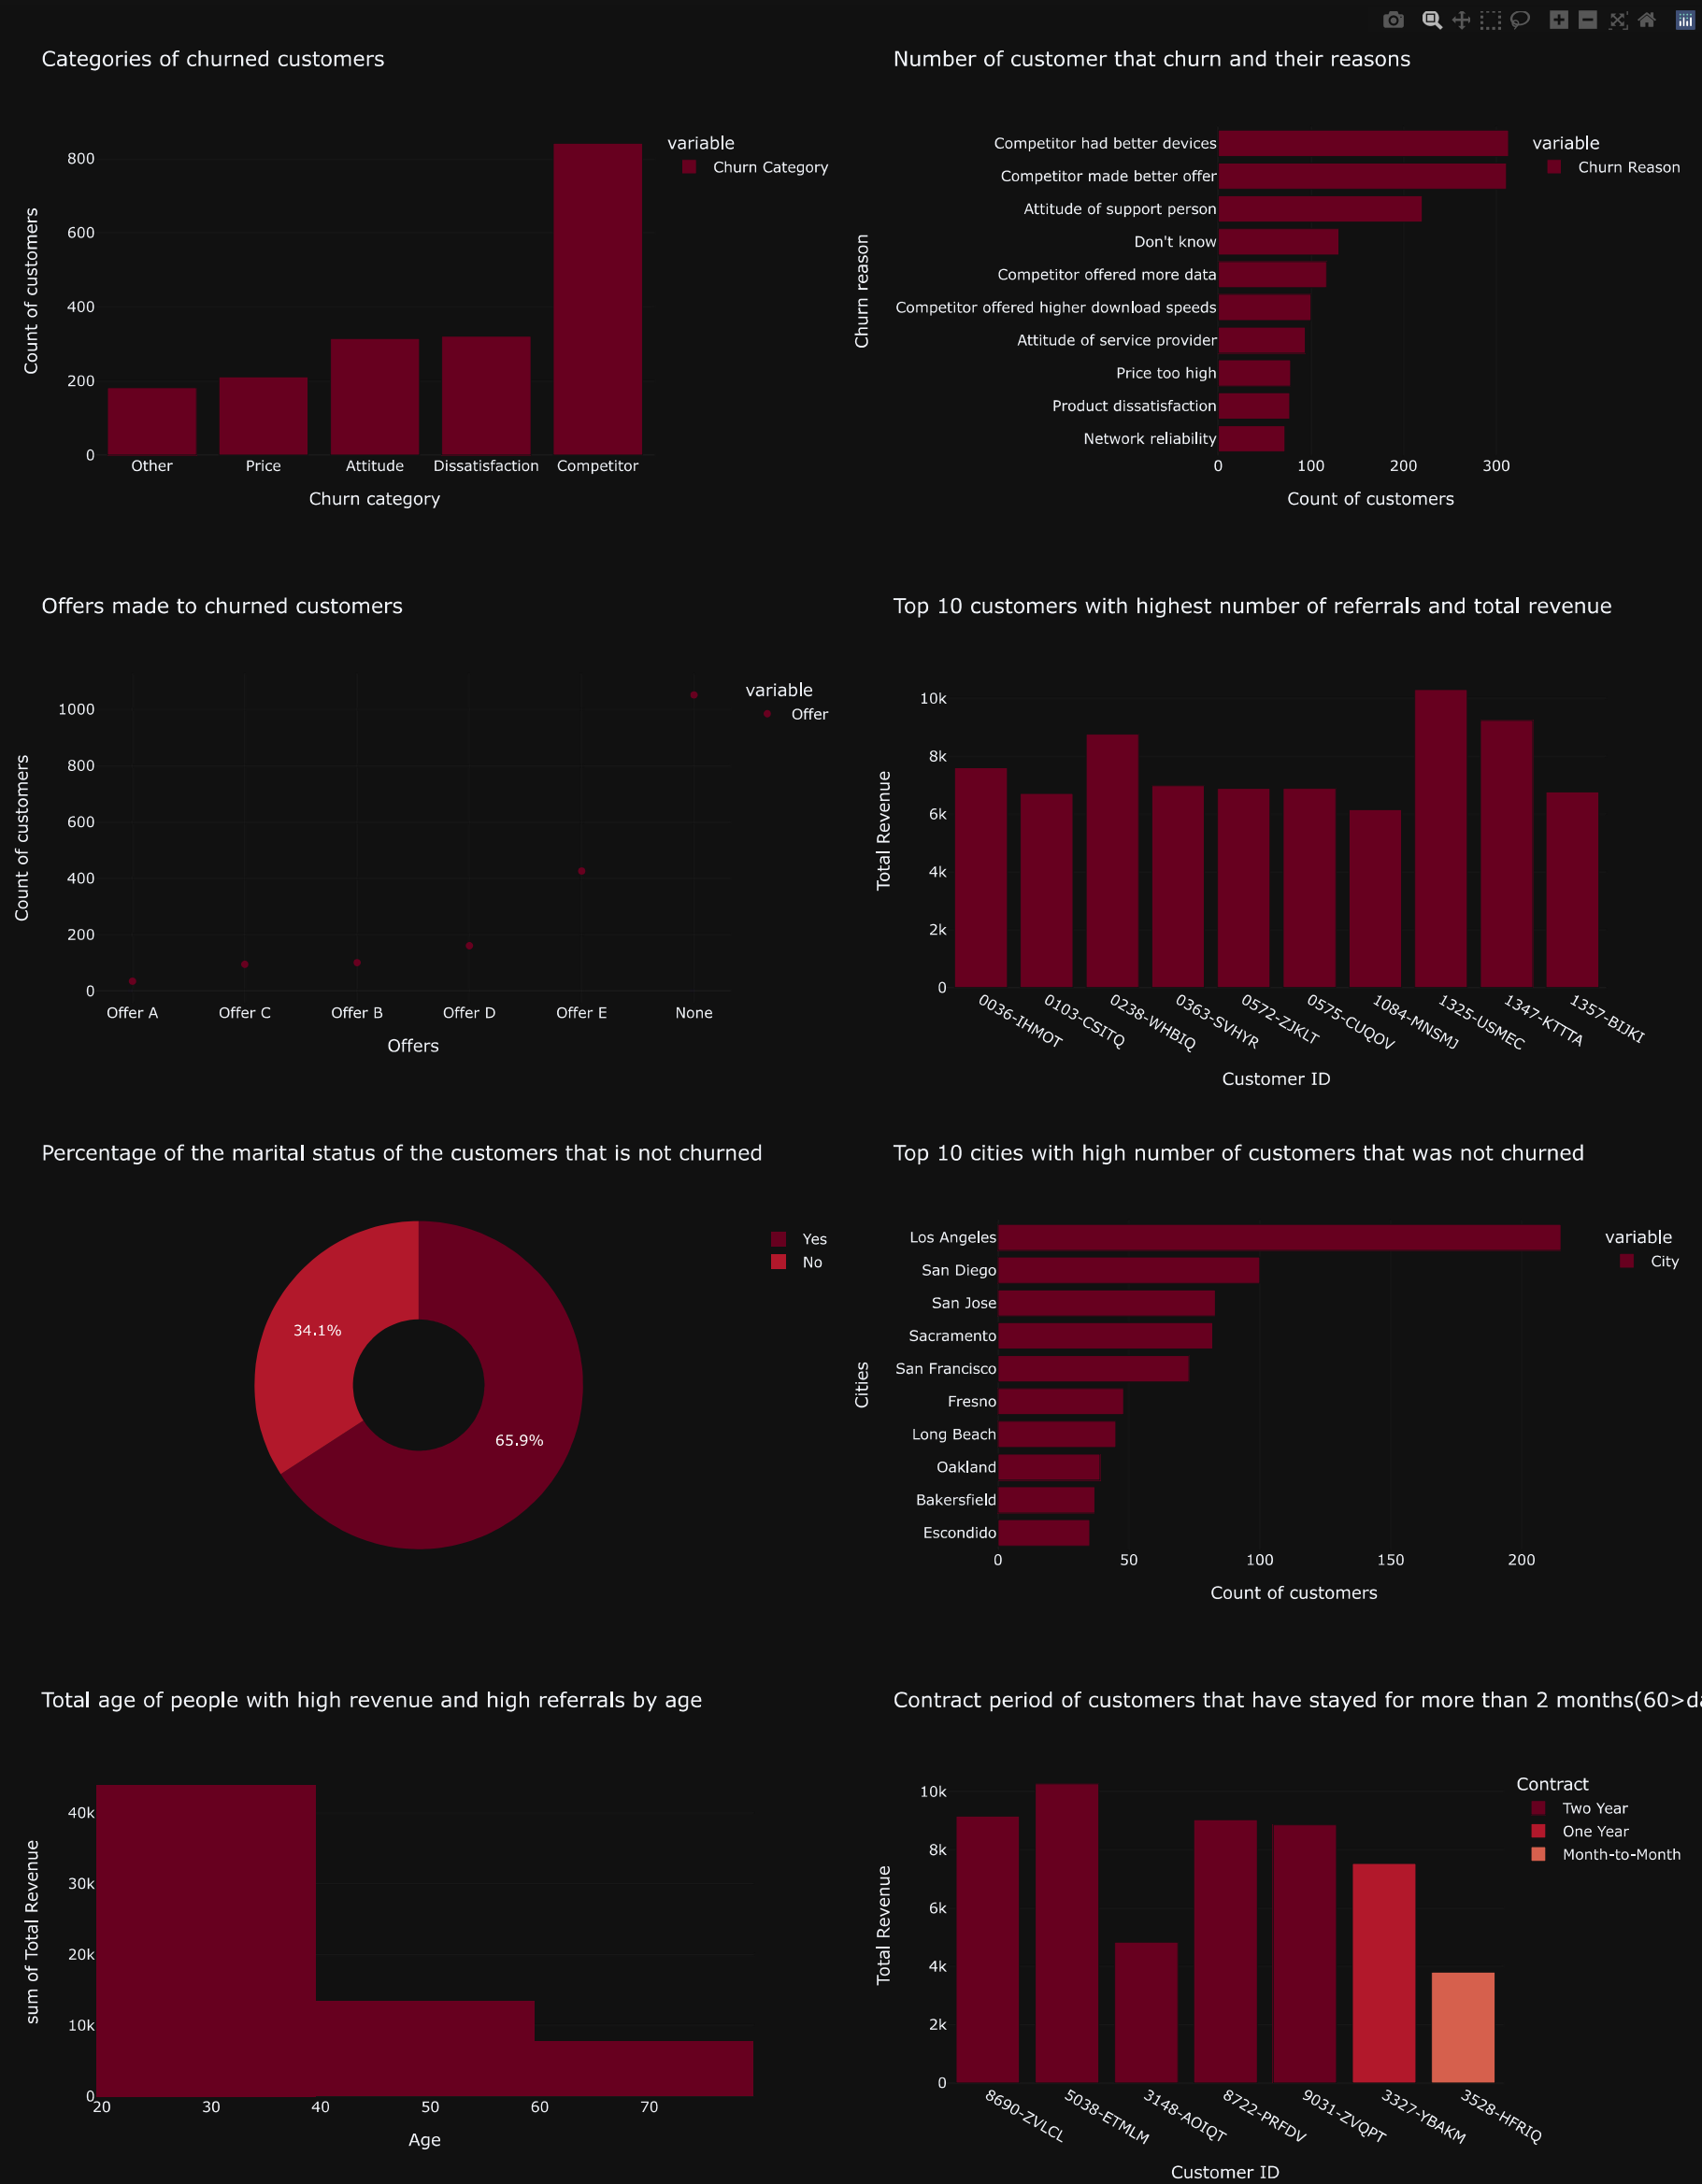 Categories of churned customers
Count of customers
800
600
400
200
0
Other Price Attitude Dissatisfaction Competitor
Churn category
variable
Churn Category
Number of customer that churn and their reasons
Churn reason
Competitor had better devices
Competitor made better offer
Attitude of support person
Don't know
Competitor offered more data
Competitor offered higher download speeds
Attitude of service provider
Price too high
Product dissatisfaction
Network reliability
0 100 200 300
Count of customers
variable
Churn Reason
Offers made to churned customers
Count of customers
1000
800
600
400
200
0
Offer A Offer C Offer B Offer D Offer E None
Offers
variable
Offer
Top 10 customers with highest number of referrals and total revenue
Total Revenue
10k
8k
6k
4k
2k
0
0036-IHMOT 0103-CSITQ 0238-WHBIQ 0363-SVHYR 0572-ZJKLT 0575-CUQOV 1084-MNSMJ 1325-USMEC 1347-KTTTA 1357-BIJKI
Customer ID
Percentage of the marital status of the customers that is not churned
34.1%
65.9%
Yes
No
Top 10 cities with high number of customers that was not churned
Cities
Los Angeles
San Diego
San Jose
Sacramento
San Francisco
Fresno
Long Beach
Oakland
Bakersfield
Escondido
0 50 100 150 200
Count of customers
variable
City
Total age of people with high revenue and high referrals by age
sum of Total Revenue
40k
30k
20k
10k
0
20 30 40 50 60 70
Age
Contract period of customers that have stayed for more than 2 months(60>da
Total Revenue
10k
8k
6k
4k
2k
0
8690-ZVLCL 5038-ETMLM 3148-AOIQT 8722-PRFDV 9031-ZVQPT 3327-YBAKM 3528-HFRIQ
Customer ID
Contract
Two Year
One Year
Month-to-Month